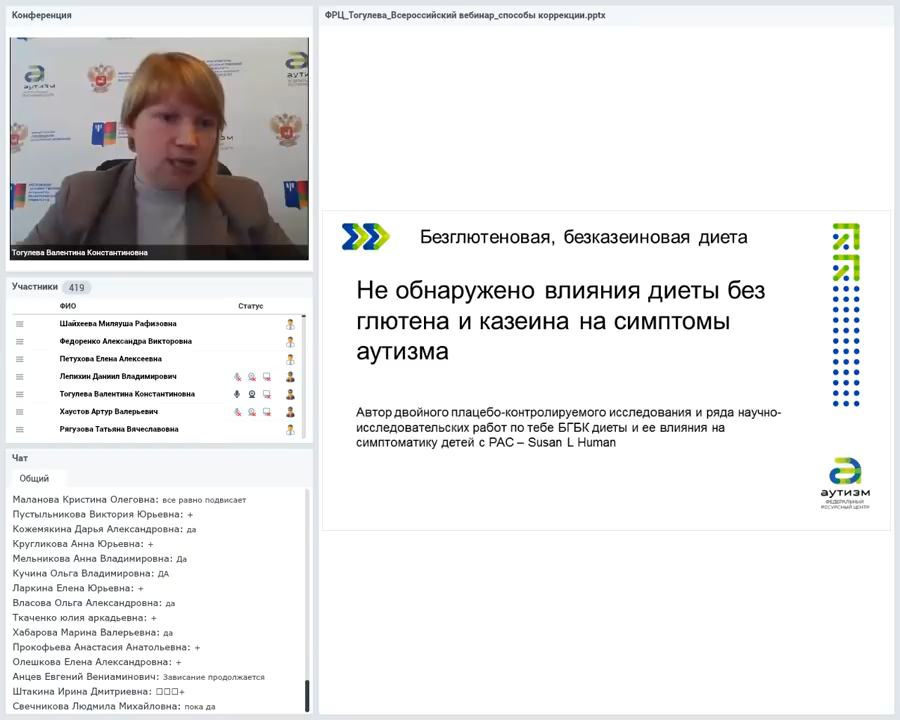 Конференция
аутизм
аути
Тогулева Валентина Константиновна
Участники 419
ФИО Статус
Шайхеева Миляуша Рафизовна
Федоренко Александра Викторовна
Петухова Елена Алексеевна
Лепихин Даниил Владимирович
Тогулева Валентина Константиновна
Хаустов Артур Валерьевич
Рягузова Татьяна Вячеславовна
Чат
Общий
Маланова Кристина Олеговна: все равно подвисает
Пустыльникова Виктория Юрьевна: +
Кожемякина Дарья Александровна: да
Кругликова Анна Юрьевна: +
Мельникова Анна Владимировна: Да
Кучина Ольга Владимировна: ДА
Ларкина Елена Юрьевна: +
Власова Ольга Александровна: да
Ткаченко юлия аркадьевна: +
Хабарова Марина Валерьевна: да
Прокофьева Анастасия Анатольевна: +
Олешкова Елена Александровна: +
Анцев Евгений Вениаминович: Зависание продолжается
Штакина Ирина Дмитриевна: □□□+
Свечникова Людмила Михайловна: пока да
ФРЦ_Тогулева_Всероссийский вебинар_способы коррекции.pptx
Безглютеновая, безказеиновая диета
Не обнаружено влияния диеты без
глютена и казеина на симптомы
аутизма
Автор двойного плацебо-контролируемого исследования и ряда научно-
исследовательских работ по тебе БГБК диеты и ее влияния на
симптоматику детей с РАС – Susan L Human
аутизм
ФЕДЕРАЛЬНЫЙ
РЕСУРСНЫЙ ЦЕНТР